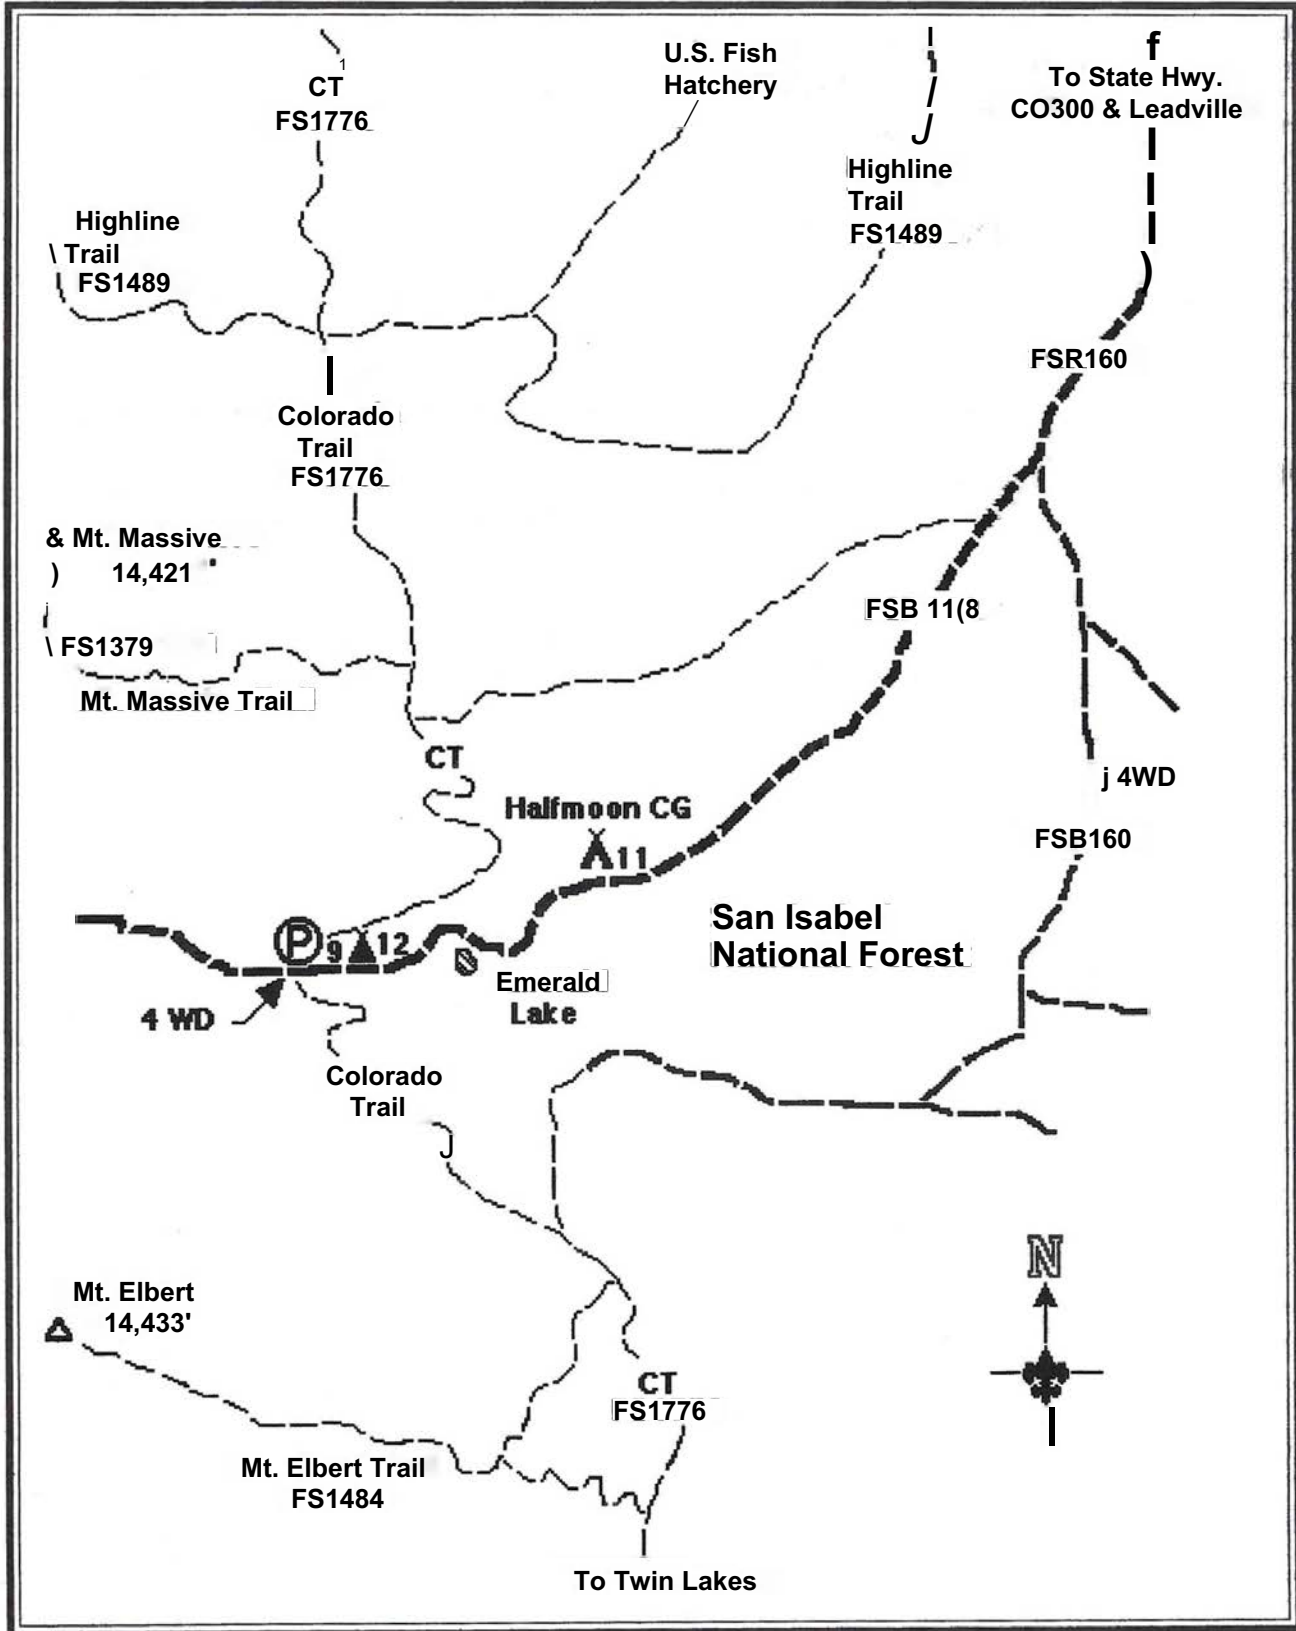 CT
FS1776
U.S. Fish
Hatchery
f
To State Hwy.
CO300 & Leadville
Highline
Trail
FS1489
Highline
\ Trail
FS1489
FSR160
Colorado
Trail
FS1776
& Mt. Massive
) 14,421
\ FS1379
Mt. Massive Trail
FSB 11(8
CT
j 4WD
Halfmoon CG
11
FSB160
San Isabel
National Forest
P 9 12
Emerald
Lake
4 WD
Colorado
Trail
N
Mt. Elbert
14,433'
CT
FS1776
Mt. Elbert Trail
FS1484
To Twin Lakes